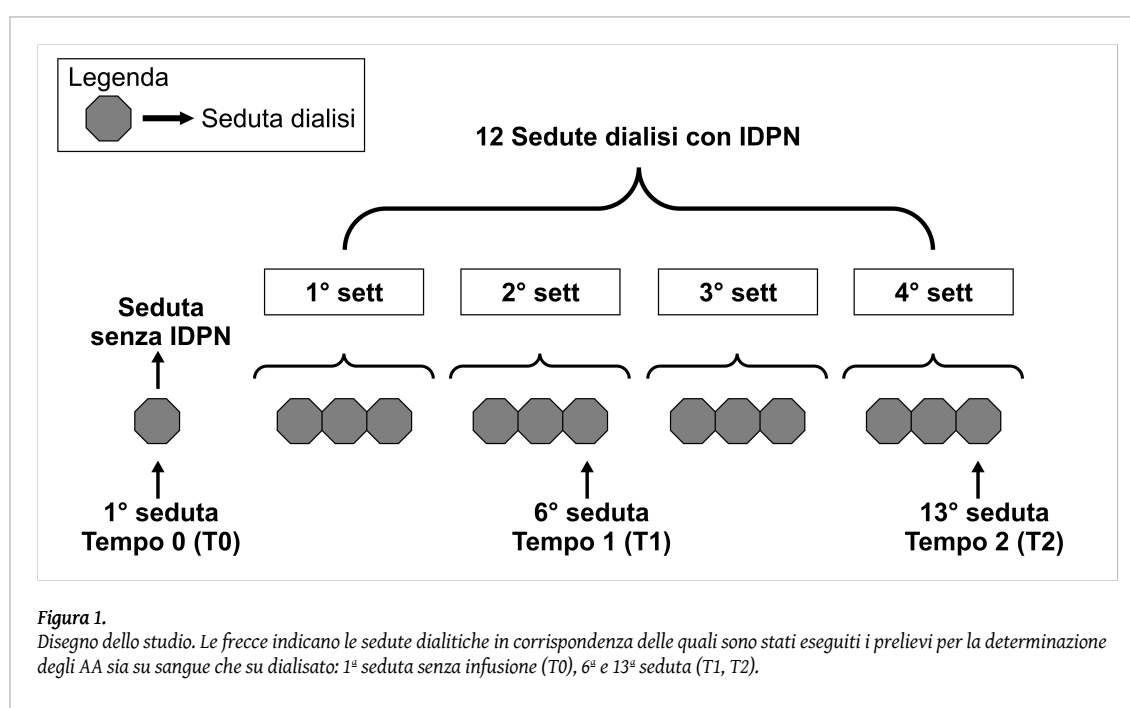 Legenda
Seduta dialisi
12 Sedute dialisi con IDPN
1° sett
2° sett
3° sett
4° sett
Seduta
senza IDPN
1° seduta
Tempo 0 (T0)
6° seduta
Tempo 1 (T1)
13° seduta
Tempo 2 (T2)
Figura 1.
Disegno dello studio. Le frecce indicano le sedute dialitiche in corrispondenza delle quali sono stati eseguiti i prelievi per la determinazione
degli AA sia su sangue che su dialisato: 1ª seduta senza infusione (T0), 6ª e 13ª seduta (T1, T2).